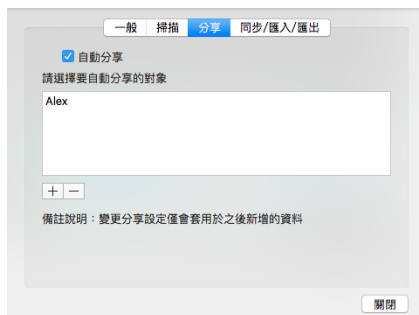 一般 掃描 分享 同步/匯入/匯出
自動分享
請選擇要自動分享的對象
Alex
+ −
備註說明：變更分享設定僅會套用於之後新增的資料
關閉